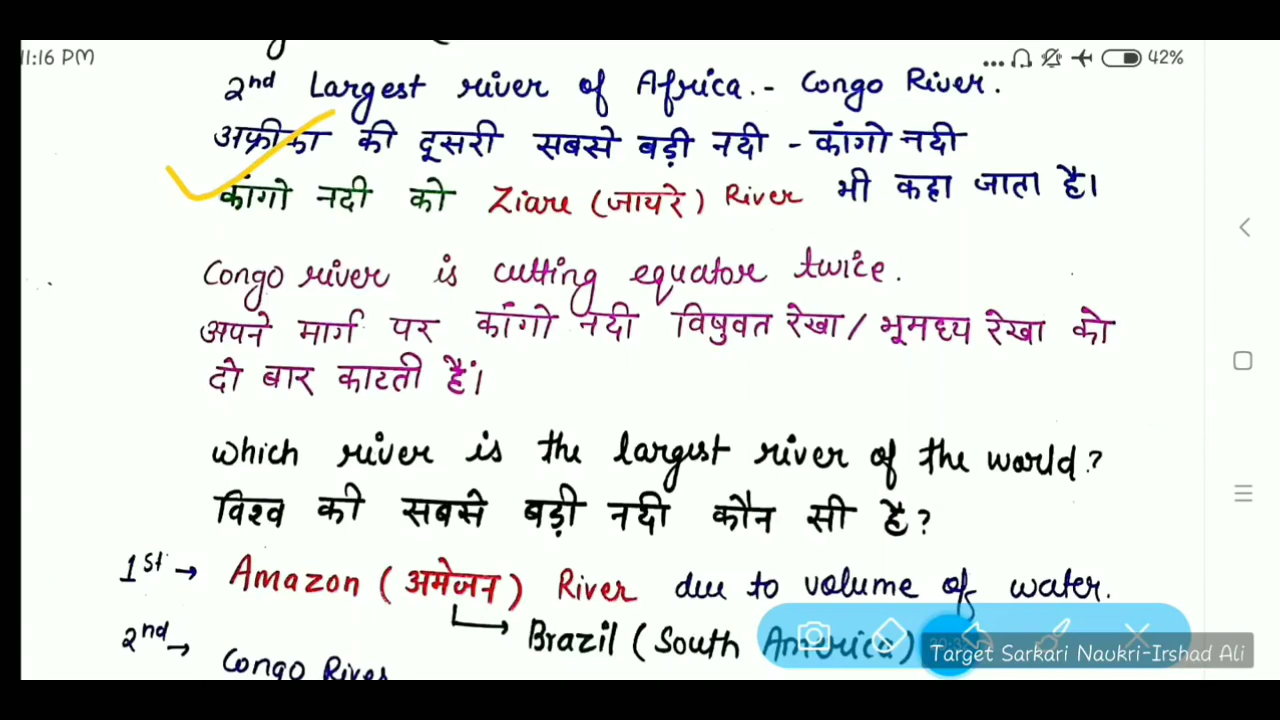 11:16 PM
42%
2nd Largest river of Africa. - Congo River.
अफ्रीका की दूसरी सबसे बड़ी नदी - कांगो नदी
कांगो नदी को Ziare (जायरे) River भी कहा जाता है।
Congo river is cutting equator twice.
अपने मार्ग पर कांगो नदी विषुवत रेखा / भूमध्य रेखा को
दो बार काटती हैं।
which river is the largest river of the world?
विश्व की सबसे बड़ी नदी कौन सी है?
1st → Amazon (अमेजन) River due to volume of water.
Brazil (South America)
Target Sarkari Naukri-Irshad Ali
2nd → Congo River